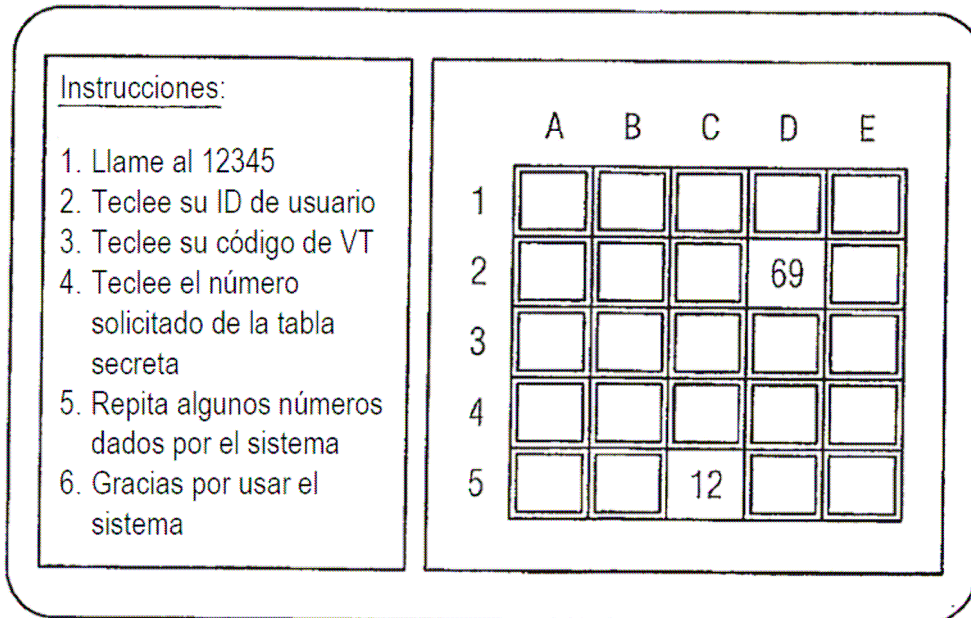 Instrucciones:
1. Llame al 12345
2. Teclee su ID de usuario
3. Teclee su código de VT
4. Teclee el número
solicitado de la tabla
secreta
5. Repita algunos números
dados por el sistema
6. Gracias por usar el
sistema
A B C D E
1
2 69
3
4
5 12